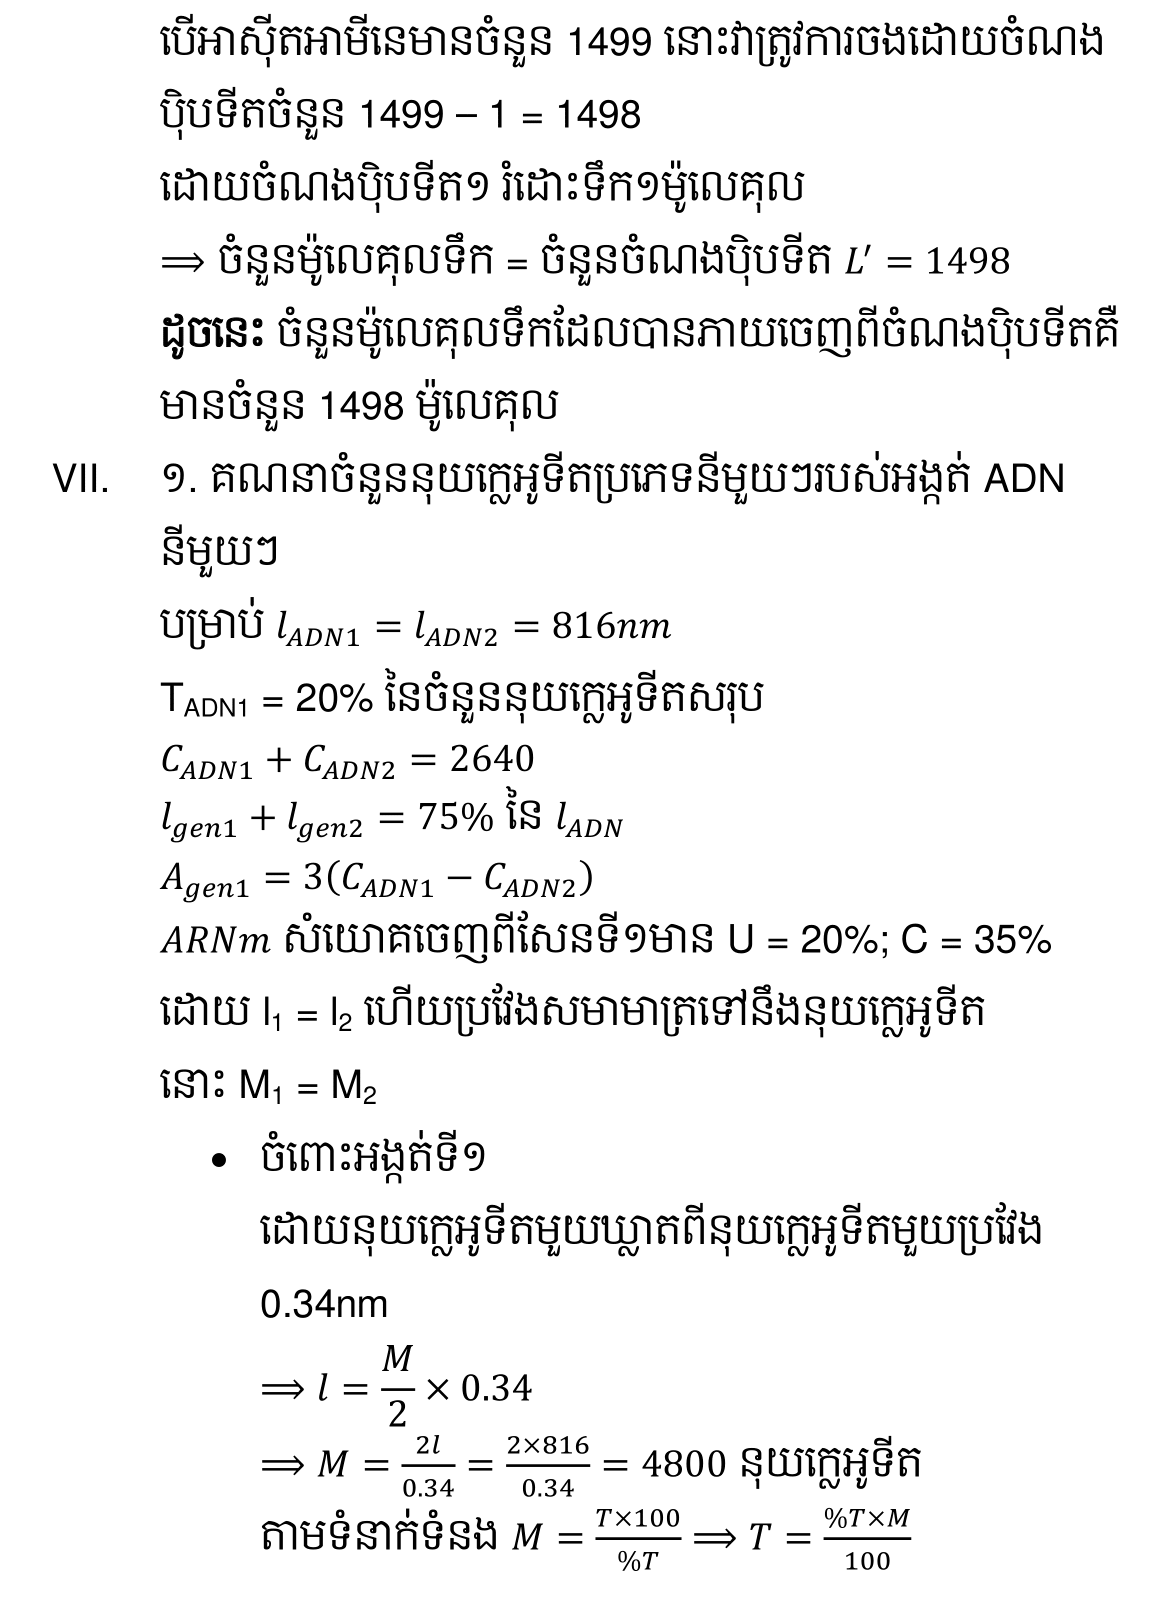 បើអាស៊ីតអាមីនេមានចំនួន 1499 នោះវាត្រូវការចងដោយចំណង
ប៉ិបទីតចំនួន 1499 – 1 = 1498
ដោយចំណងប៉ិបទីត១ រំដោះទឹក១ម៉ូលេគុល
⟹ ចំនួនម៉ូលេគុលទឹក = ចំនួនចំណងប៉ិបទីត L′ = 1498
ដូចនេះ ចំនួនម៉ូលេគុលទឹកដែលបានភាយចេញពីចំណងប៉ិបទីតគឺ
មានចំនួន 1498 ម៉ូលេគុល
VII. ១. គណនាចំនួននុយក្លេអូទីតប្រភេទនីមួយៗរបស់អង្កត់ ADN
នីមួយៗ
បម្រាប់ l_{ADN1} = l_{ADN2} = 816nm
T_{ADN1} = 20% នៃចំនួននុយក្លេអូទីតសរុប
C_{ADN1} + C_{ADN2} = 2640
l_{gen1} + l_{gen2} = 75% នៃ l_{ADN}
A_{gen1} = 3(C_{ADN1} − C_{ADN2})
ARNm សំយោគចេញពីសែនទី១មាន U = 20%; C = 35%
ដោយ l₁ = l₂ ហើយប្រវែងសមាមាត្រទៅនឹងនុយក្លេអូទីត
នោះ M₁ = M₂
• ចំពោះអង្កត់ទី១
ដោយនុយក្លេអូទីតមួយឃ្លាតពីនុយក្លេអូទីតមួយប្រវែង
0.34nm
⟹ l = \frac{M}{2} × 0.34
⟹ M = \frac{2l}{0.34} = \frac{2×816}{0.34} = 4800 នុយក្លេអូទីត
តាមទំនាក់ទំនង M = \frac{T×100}{%T} ⟹ T = \frac{%T×M}{100}